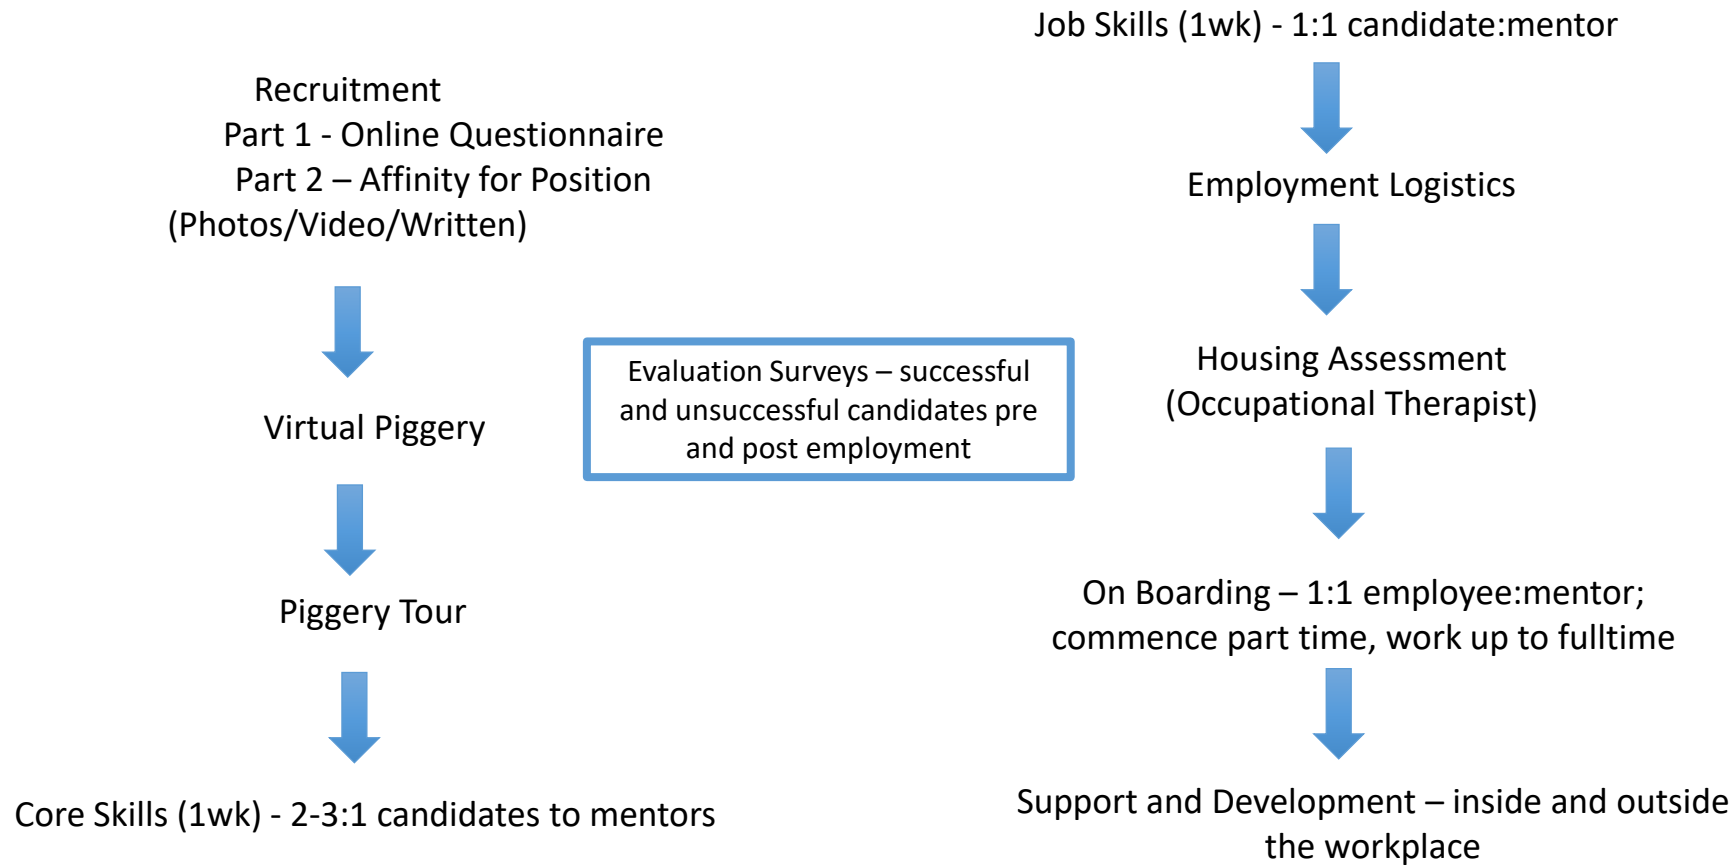 Recruitment
Part 1 - Online Questionnaire
Part 2 – Affinity for Position
(Photos/Video/Written)
Virtual Piggery
Piggery Tour
Core Skills (1wk) - 2-3:1 candidates to mentors
Evaluation Surveys – successful
and unsuccessful candidates pre
and post employment
Job Skills (1wk) - 1:1 candidate:mentor
Employment Logistics
Housing Assessment
(Occupational Therapist)
On Boarding – 1:1 employee:mentor;
commence part time, work up to fulltime
Support and Development – inside and outside
the workplace